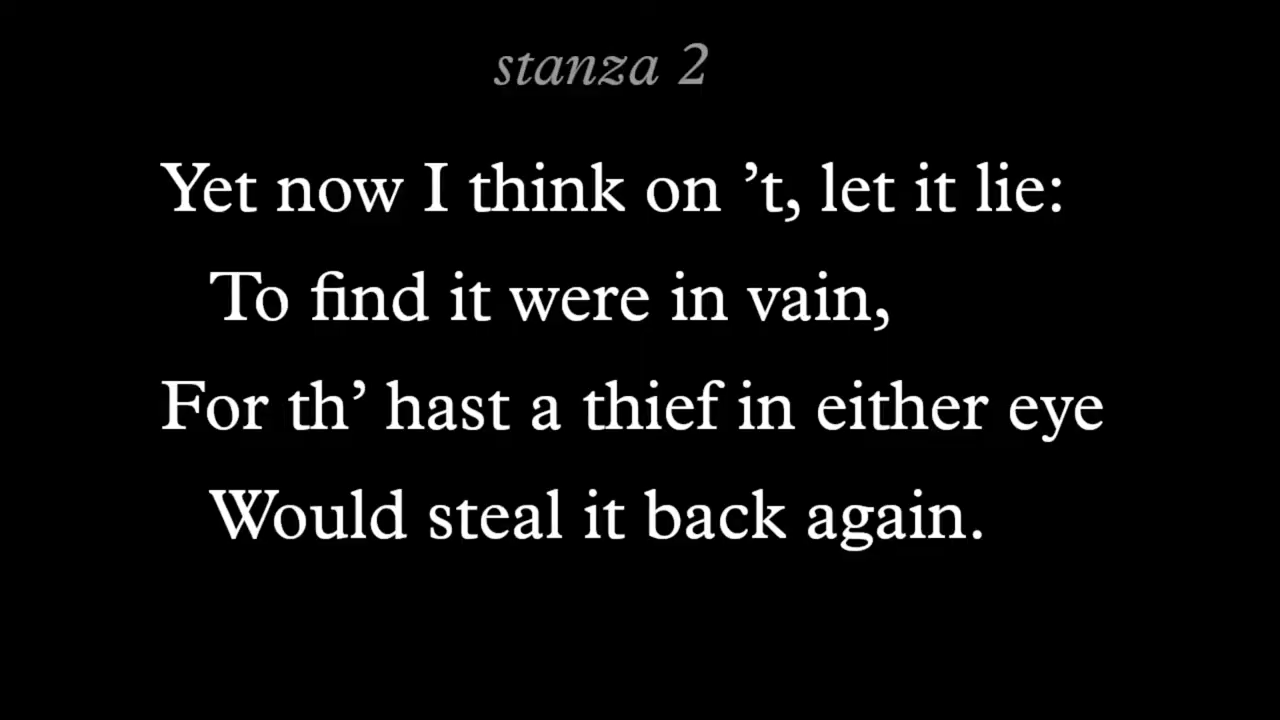 stanza 2
Yet now I think on ’t, let it lie:
To find it were in vain,
For th’ hast a thief in either eye
Would steal it back again.